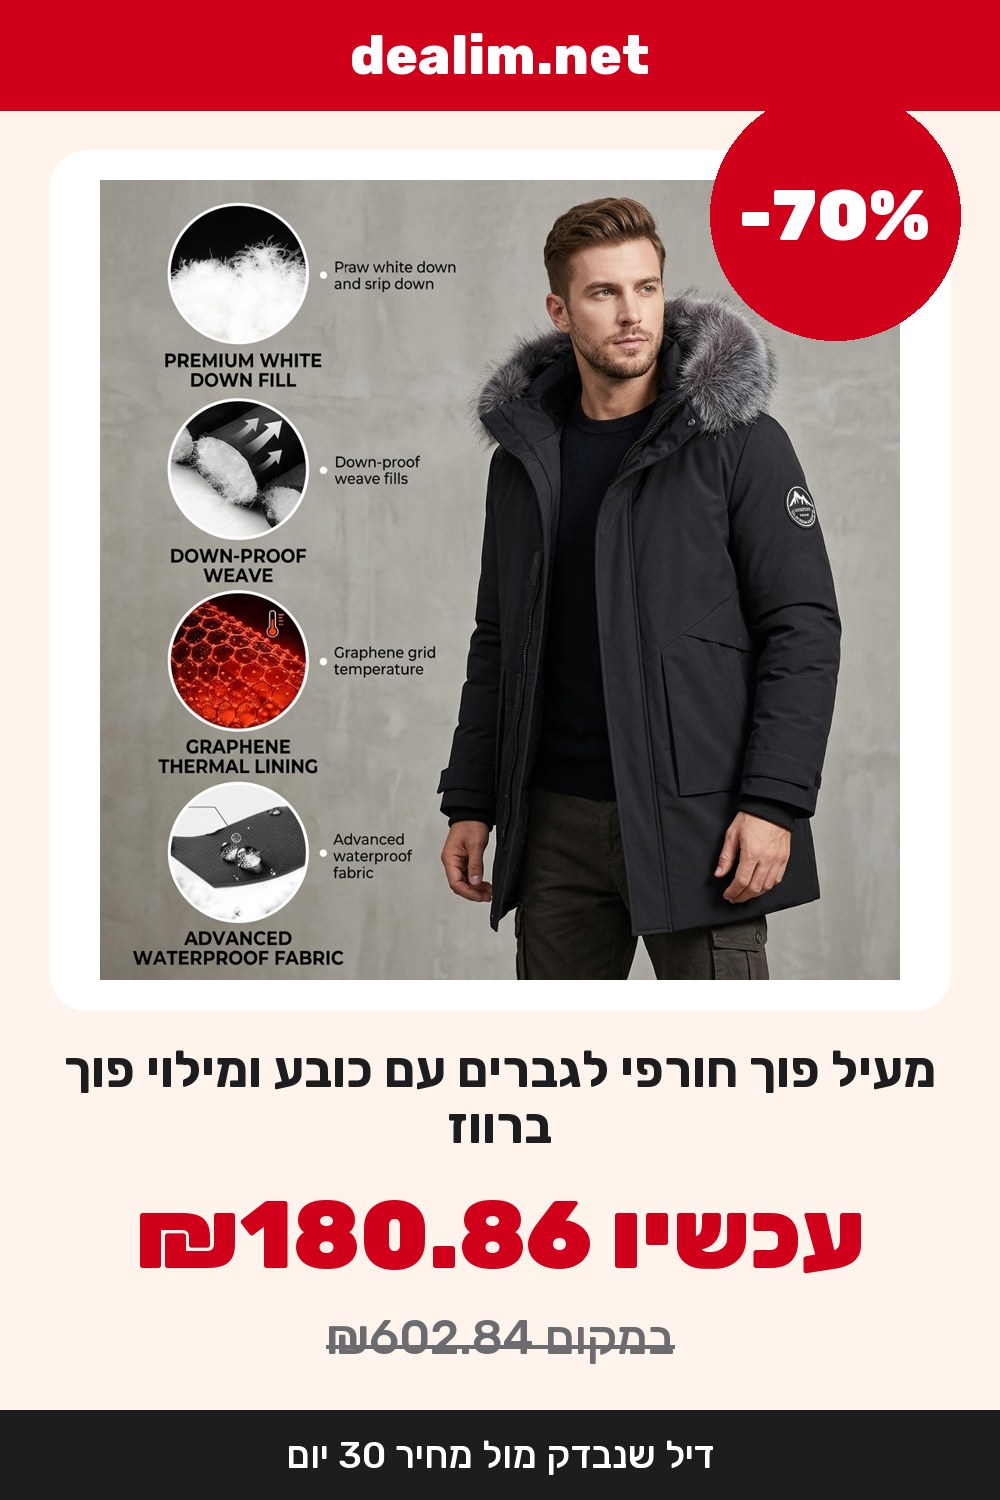 dealim.net
-70%
Praw white down
and srip down
PREMIUM WHITE
DOWN FILL
Down-proof
weave fills
DOWN-PROOF
WEAVE
Graphene grid
temperature
GRAPHENE
THERMAL LINING
Advanced
waterproof
fabric
ADVANCED
WATERPROOF FABRIC
מעיל פוך חורפי לגברים עם כובע ומילוי פוך
ברווז
עכשיו 180.86₪
במקום 602.84₪
דיל שנבדק מול מחיר 30 יום